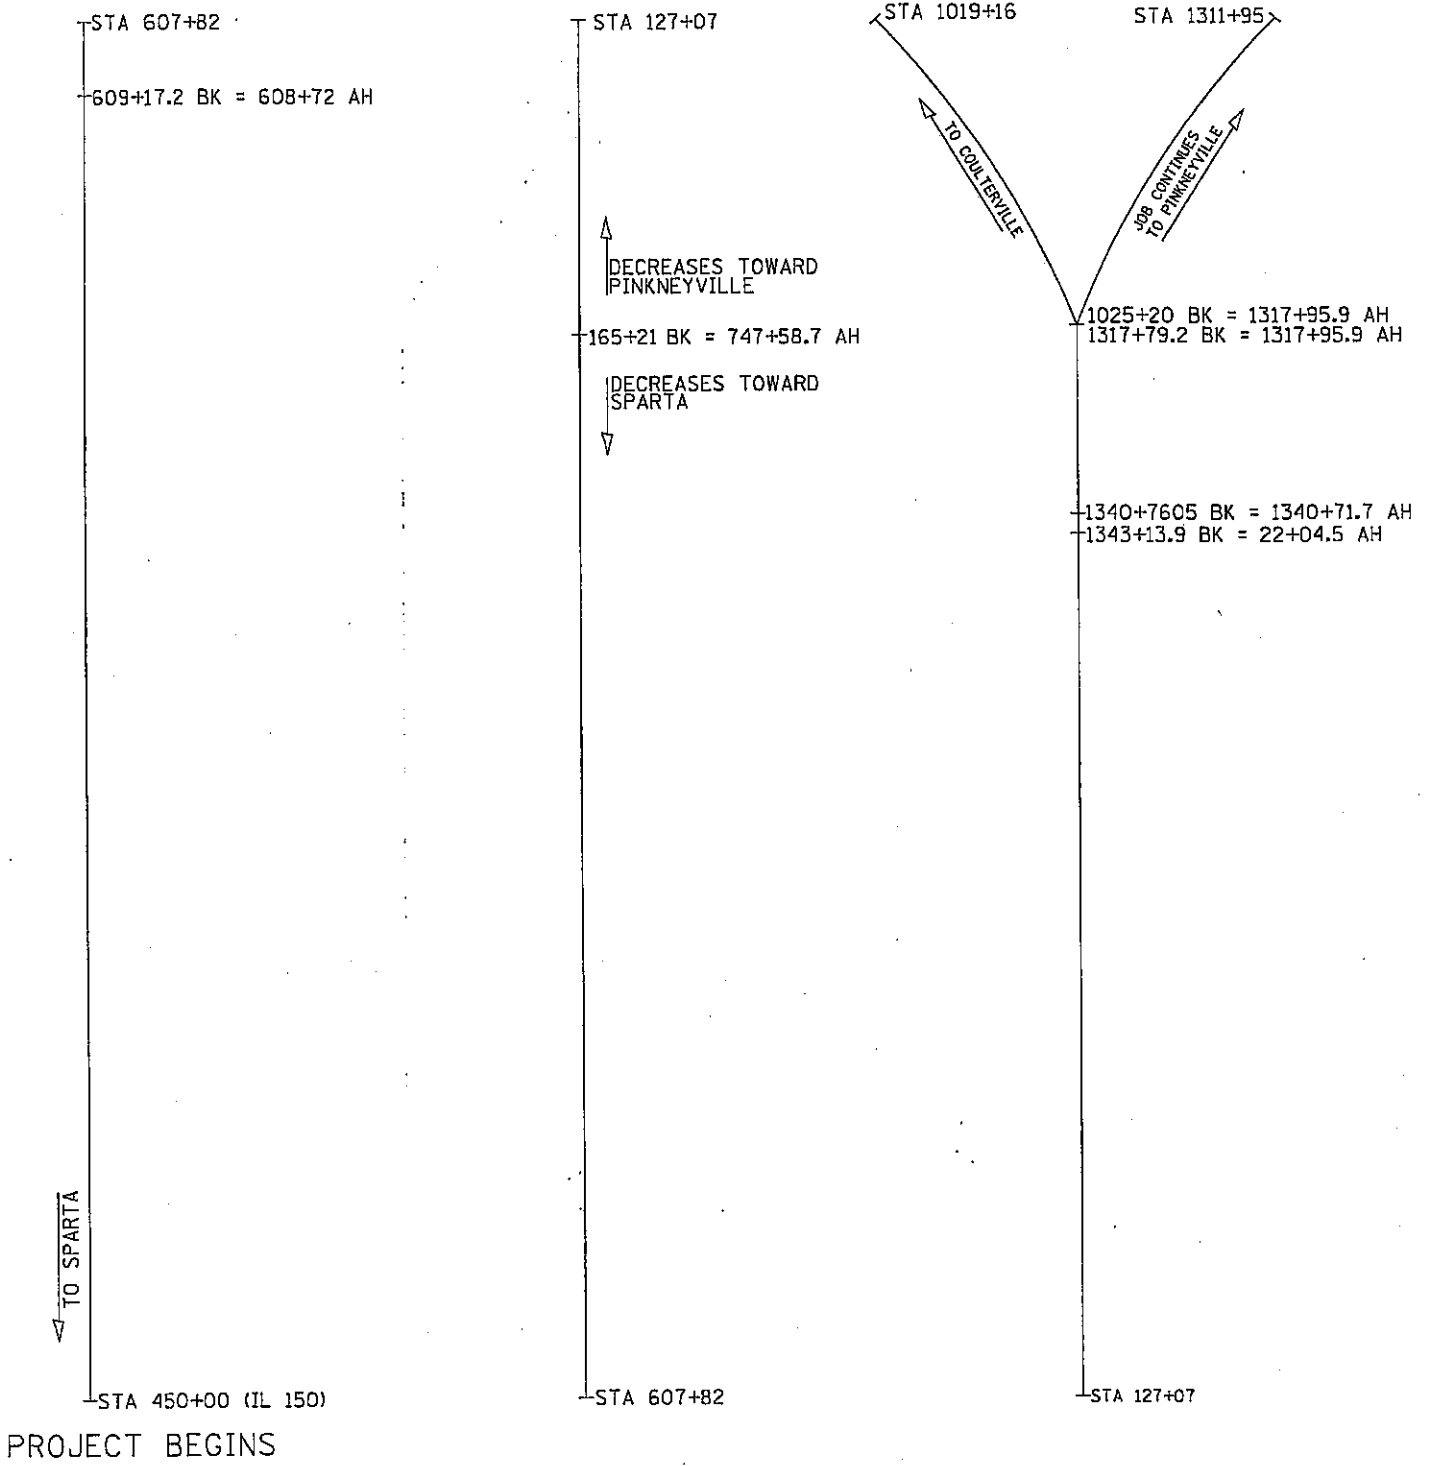 STA 607+82
609+17.2 BK = 608+72 AH
TO SPARTA
STA 450+00 (IL 150)
PROJECT BEGINS
STA 127+07
DECREASES TOWARD
PINKNEYVILLE
165+21 BK = 747+58.7 AH
DECREASES TOWARD
SPARTA
STA 607+82
STA 1019+16
STA 1311+95
TO COULTERVILLE
JOB CONTINUES
TO PINKNEYVILLE
1025+20 BK = 1317+95.9 AH
1317+79.2 BK = 1317+95.9 AH
1340+7605 BK = 1340+71.7 AH
1343+13.9 BK = 22+04.5 AH
STA 127+07